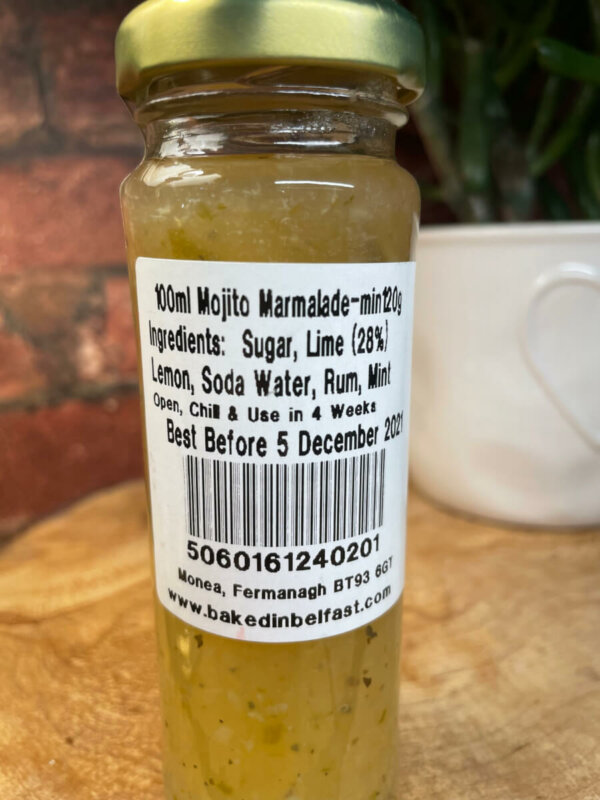 100ml Mojito Marmalade-min120g
Ingredients: Sugar, Lime (28%)
Lemon, Soda Water, Rum, Mint
Open, Chill & Use in 4 Weeks
Best Before 5 December 2021
5060161240201
Monea, Fermanagh BT93 6GT
www.bakedinbelfast.com